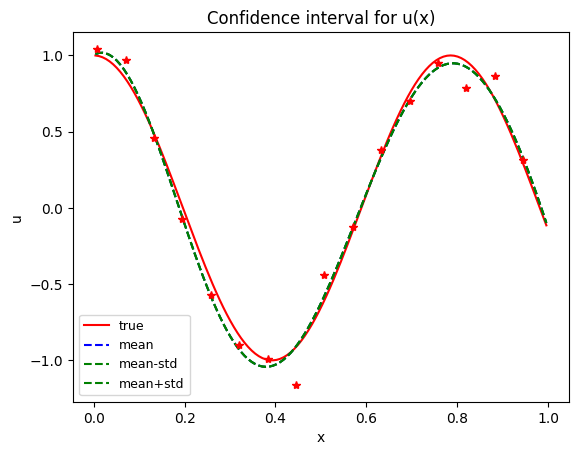 Confidence interval for u(x)
1.0
0.5
0.0
−0.5
−1.0
u
true
mean
mean-std
mean+std
0.0 0.2 0.4 0.6 0.8 1.0
x